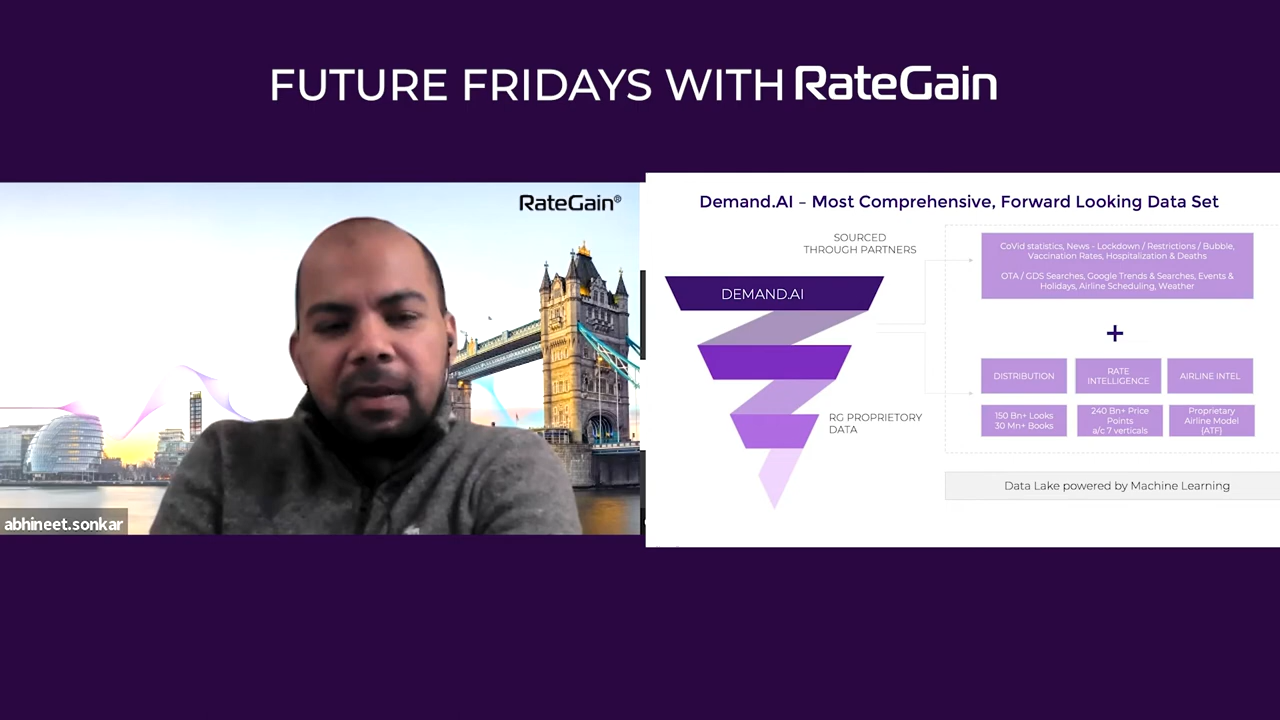 FUTURE FRIDAYS WITH RateGain
RateGain®
abhineet.sonkar
Demand.AI – Most Comprehensive, Forward Looking Data Set
SOURCED
THROUGH PARTNERS
DEMAND.AI
RG PROPRIETORY
DATA
CoVid statistics, News - Lockdown / Restrictions / Bubble,
Vaccination Rates, Hospitalization & Deaths
OTA / GDS Searches, Google Trends & Searches, Events &
Holidays, Airline Scheduling, Weather
+
DISTRIBUTION
RATE
INTELLIGENCE
AIRLINE INTEL
150 Bn+ Looks
30 Mn+ Books
240 Bn+ Price
Points
a/c 7 verticals
Proprietary
Airline Model
(ATF)
Data Lake powered by Machine Learning